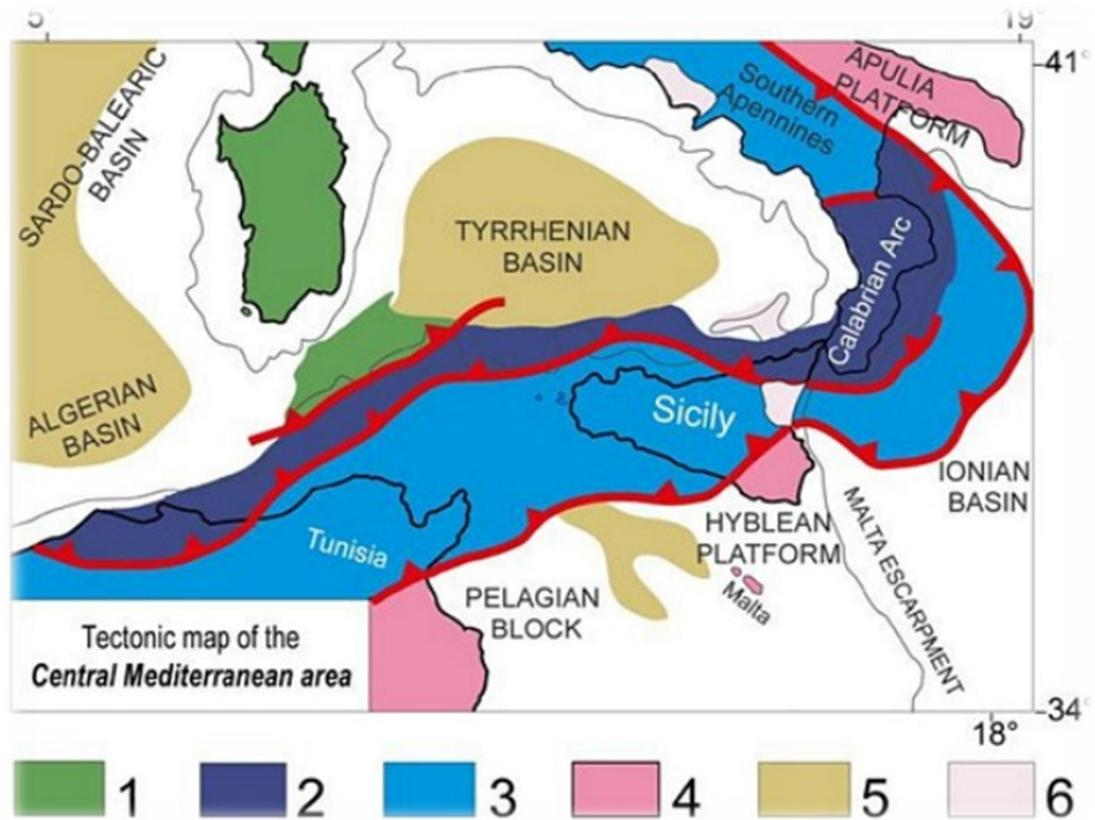 5°
19°
41°
SARDO-BALEARIC
BASIN
Southern
Apennines
APULIA
PLATFORM
TYRRHENIAN
BASIN
Calabrian Arc
ALGERIAN
BASIN
Sicily
IONIAN
BASIN
Tunisia
HYBLEAN
PLATFORM
MALTA ESCARPMENT
Malta
PELAGIAN
BLOCK
Tectonic map of the
Central Mediterranean area
34°
18°
1 2 3 4 5 6